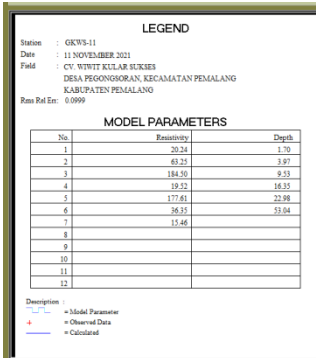 LEGEND
Station : GKWS-11
Date : 11 NOVEMBER 2021
Field : CV. WIWIT KULAR SUKSES
DESA PEGONGSORAN, KECAMATAN PEMALANG
KABUPATEN PEMALANG
Rms Rel Err: 0.0999
MODEL PARAMETERS
No. Resistivity Depth
1 20.24 1.70
2 63.25 3.97
3 184.50 9.53
4 19.52 16.35
5 177.61 22.98
6 36.35 53.04
7 15.46
8
9
10
11
12
Description :
= Model Parameter
+ = Observed Data
= Calculated